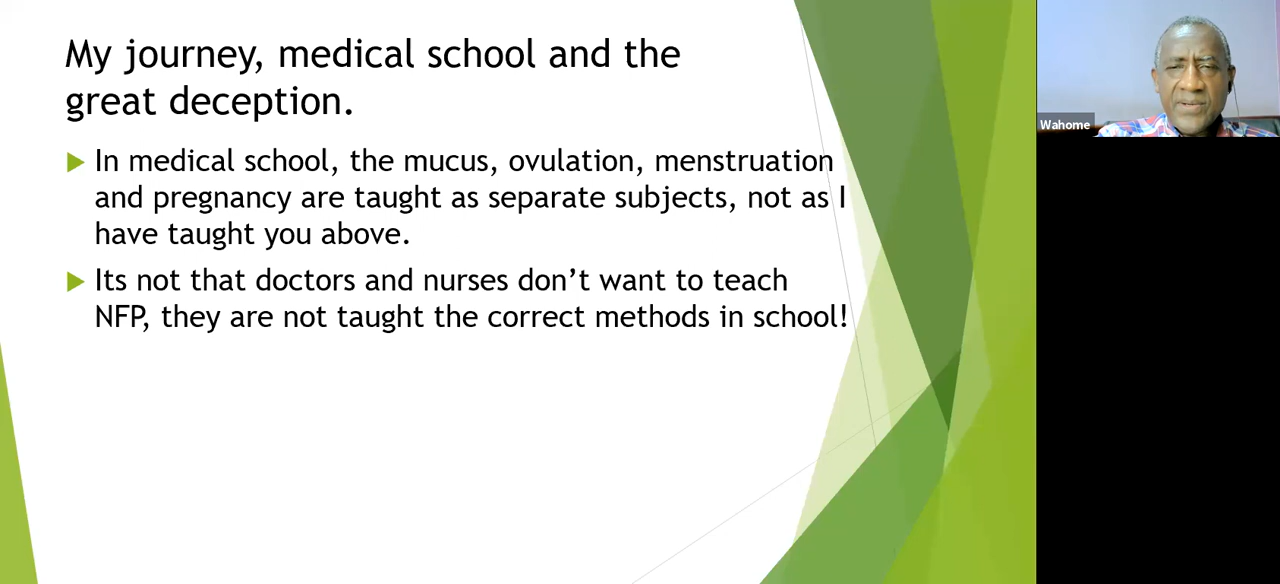 My journey, medical school and the
great deception.
In medical school, the mucus, ovulation, menstruation
and pregnancy are taught as separate subjects, not as I
have taught you above.
Its not that doctors and nurses don’t want to teach
NFP, they are not taught the correct methods in school!
Wahome